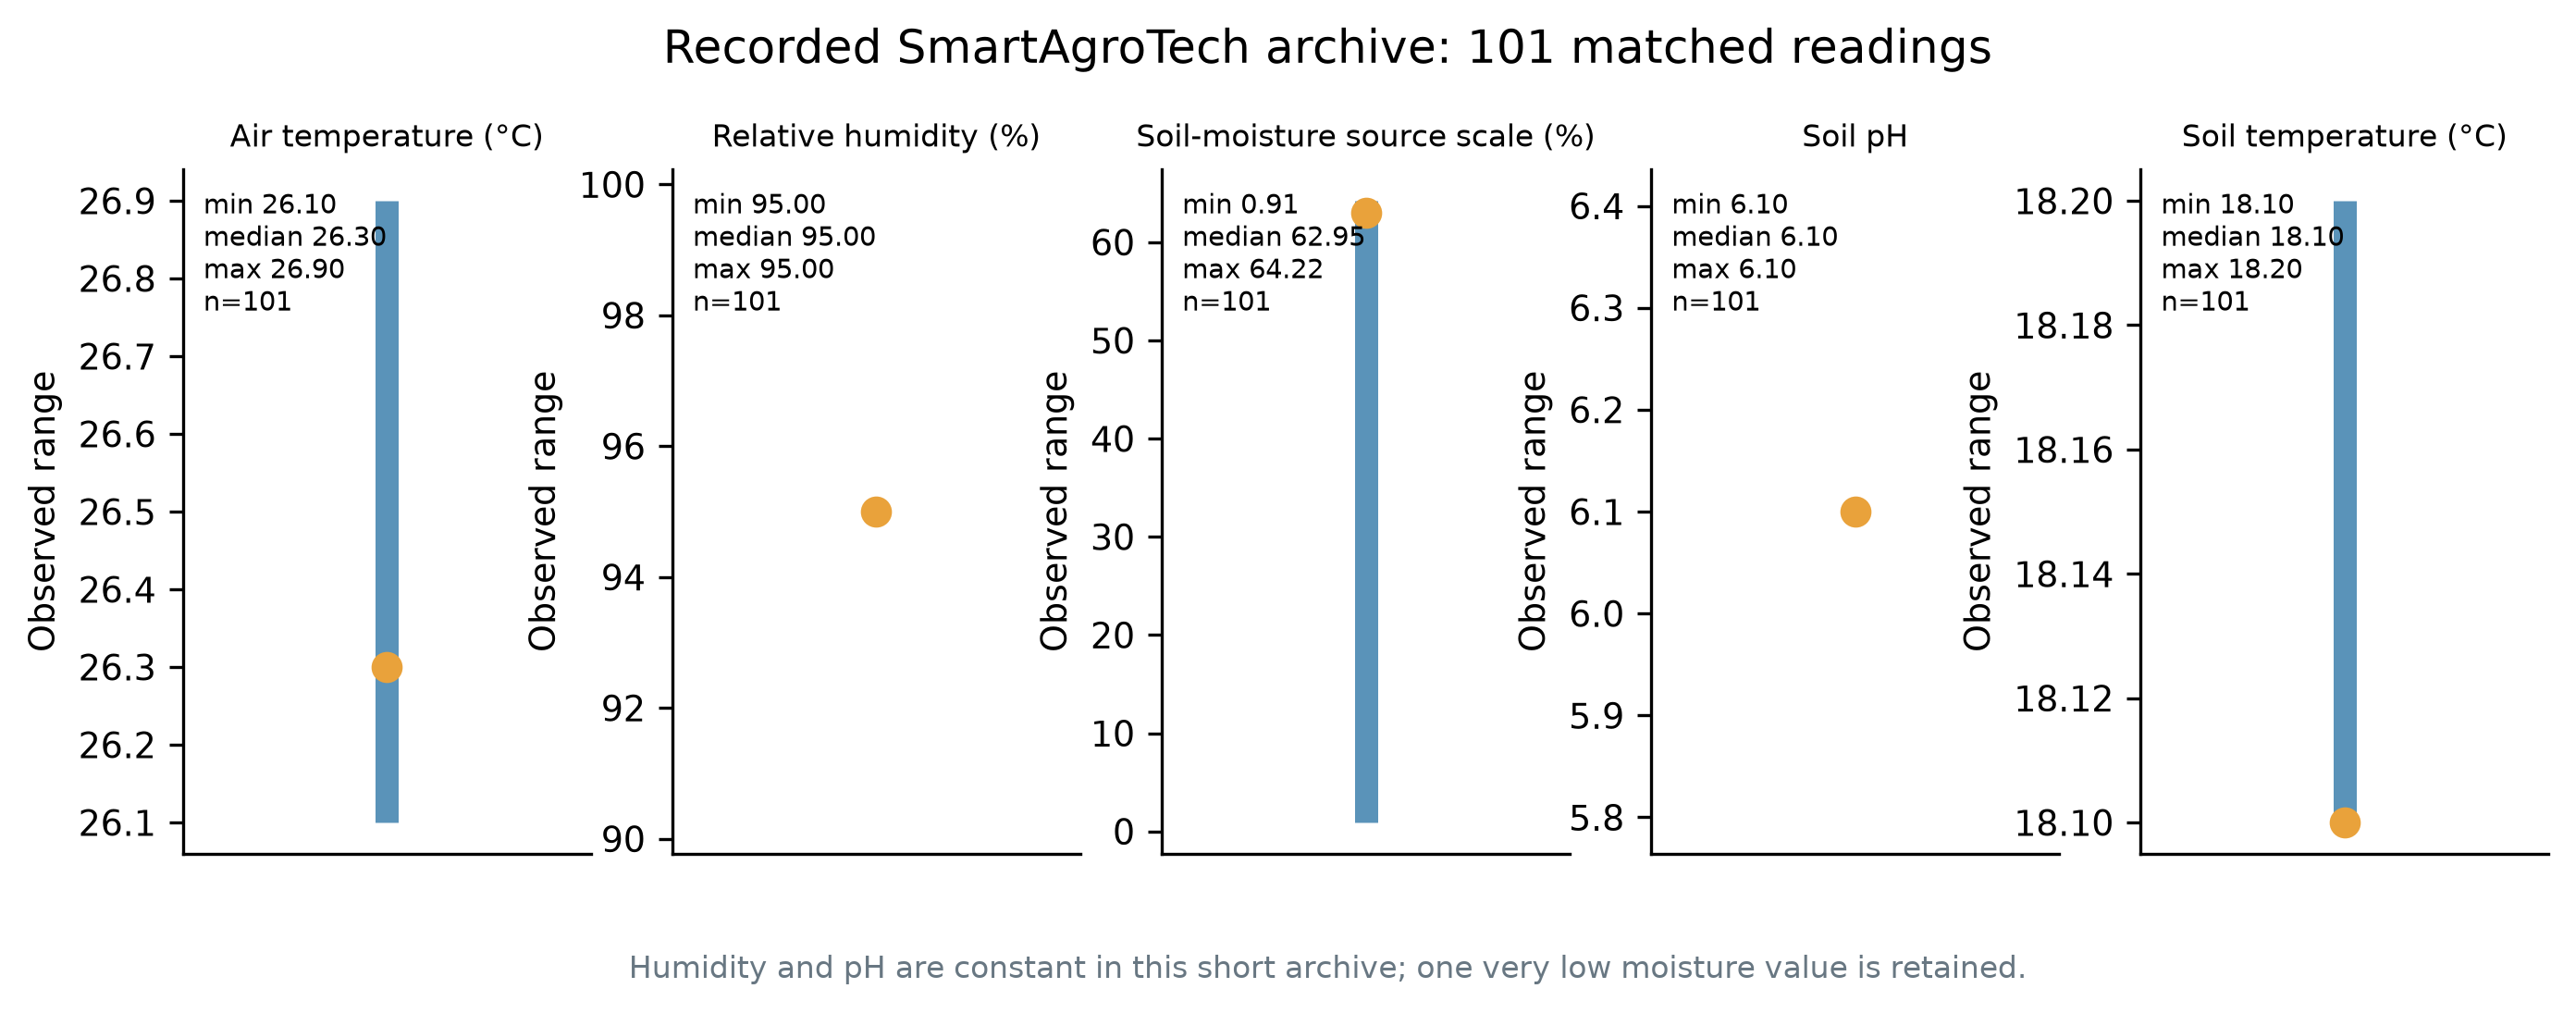 Recorded SmartAgroTech archive: 101 matched readings
Air temperature (°C)
Observed range
26.9
26.8
26.7
26.6
26.5
26.4
26.3
26.2
26.1
min 26.10
median 26.30
max 26.90
n=101
Relative humidity (%)
Observed range
100
98
96
94
92
90
min 95.00
median 95.00
max 95.00
n=101
Soil-moisture source scale (%)
Observed range
60
50
40
30
20
10
0
min 0.91
median 62.95
max 64.22
n=101
Soil pH
Observed range
6.4
6.3
6.2
6.1
6.0
5.9
5.8
min 6.10
median 6.10
max 6.10
n=101
Soil temperature (°C)
Observed range
18.20
18.18
18.16
18.14
18.12
18.10
min 18.10
median 18.10
max 18.20
n=101
Humidity and pH are constant in this short archive; one very low moisture value is retained.